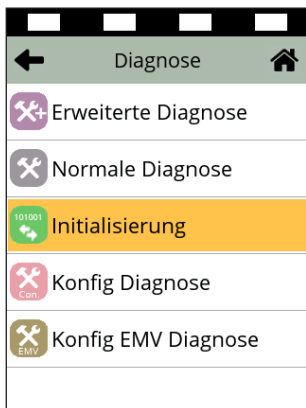 Diagnose
Erweiterte Diagnose
Normale Diagnose
101001
Initialisierung
Konfig Diagnose
Con.
Konfig EMV Diagnose
EMV